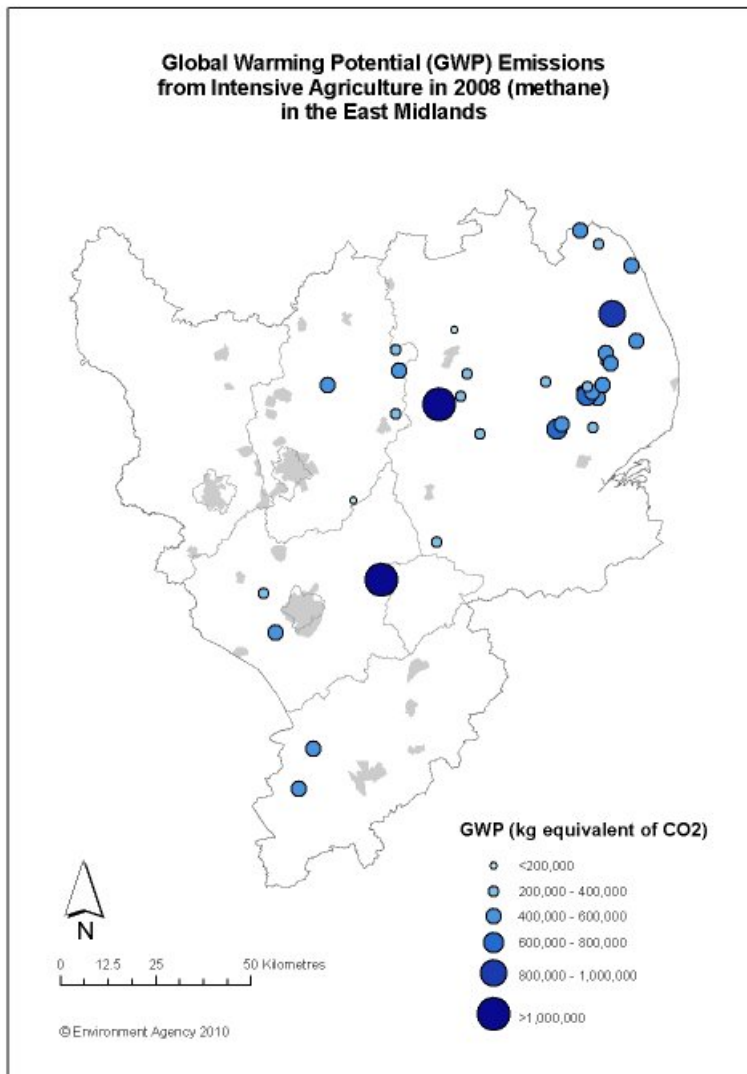 Global Warming Potential (GWP) Emissions
from Intensive Agriculture in 2008 (methane)
in the East Midlands
GWP (kg equivalent of CO2)
<200,000
200,000 - 400,000
400,000 - 600,000
600,000 - 800,000
800,000 - 1,000,000
>1,000,000
N
0 12.5 25 50 Kilometres
© Environment Agency 2010